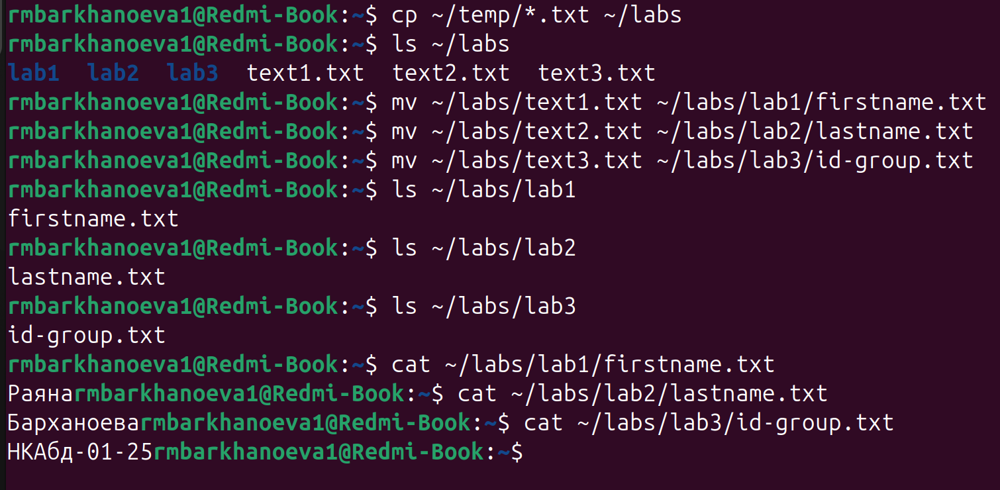 rmbarkhanoeva1@Redmi-Book:~$ cp ~/temp/*.txt ~/labs
rmbarkhanoeva1@Redmi-Book:~$ ls ~/labs
lab1  lab2  lab3  text1.txt  text2.txt  text3.txt
rmbarkhanoeva1@Redmi-Book:~$ mv ~/labs/text1.txt ~/labs/lab1/firstname.txt
rmbarkhanoeva1@Redmi-Book:~$ mv ~/labs/text2.txt ~/labs/lab2/lastname.txt
rmbarkhanoeva1@Redmi-Book:~$ mv ~/labs/text3.txt ~/labs/lab3/id-group.txt
rmbarkhanoeva1@Redmi-Book:~$ ls ~/labs/lab1
firstname.txt
rmbarkhanoeva1@Redmi-Book:~$ ls ~/labs/lab2
lastname.txt
rmbarkhanoeva1@Redmi-Book:~$ ls ~/labs/lab3
id-group.txt
rmbarkhanoeva1@Redmi-Book:~$ cat ~/labs/lab1/firstname.txt
Раянаrmbarkhanoeva1@Redmi-Book:~$ cat ~/labs/lab2/lastname.txt
Бархaноеваrmbarkhanoeva1@Redmi-Book:~$ cat ~/labs/lab3/id-group.txt
НКАбд-01-25rmbarkhanoeva1@Redmi-Book:~$